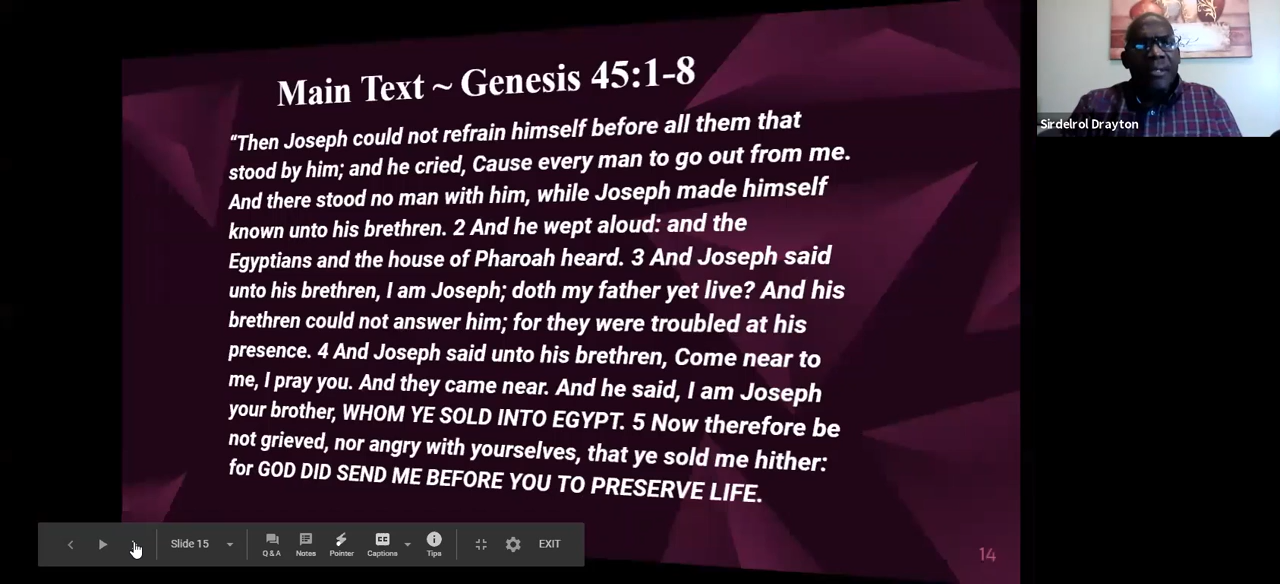 Main Text ~ Genesis 45:1-8
“Then Joseph could not refrain himself before all them that
stood by him; and he cried, Cause every man to go out from me.
And there stood no man with him, while Joseph made himself
known unto his brethren. 2 And he wept aloud: and the
Egyptians and the house of Pharoah heard. 3 And Joseph said
unto his brethren, I am Joseph; doth my father yet live? And his
brethren could not answer him; for they were troubled at his
presence. 4 And Joseph said unto his brethren, Come near to
me, I pray you. And they came near. And he said, I am Joseph
your brother, WHOM YE SOLD INTO EGYPT. 5 Now therefore be
not grieved, nor angry with yourselves, that ye sold me hither:
for GOD DID SEND ME BEFORE YOU TO PRESERVE LIFE.
14
Sirdelrol Drayton
Slide 15
Q & A
Notes
Pointer
Captions
Tips
EXIT